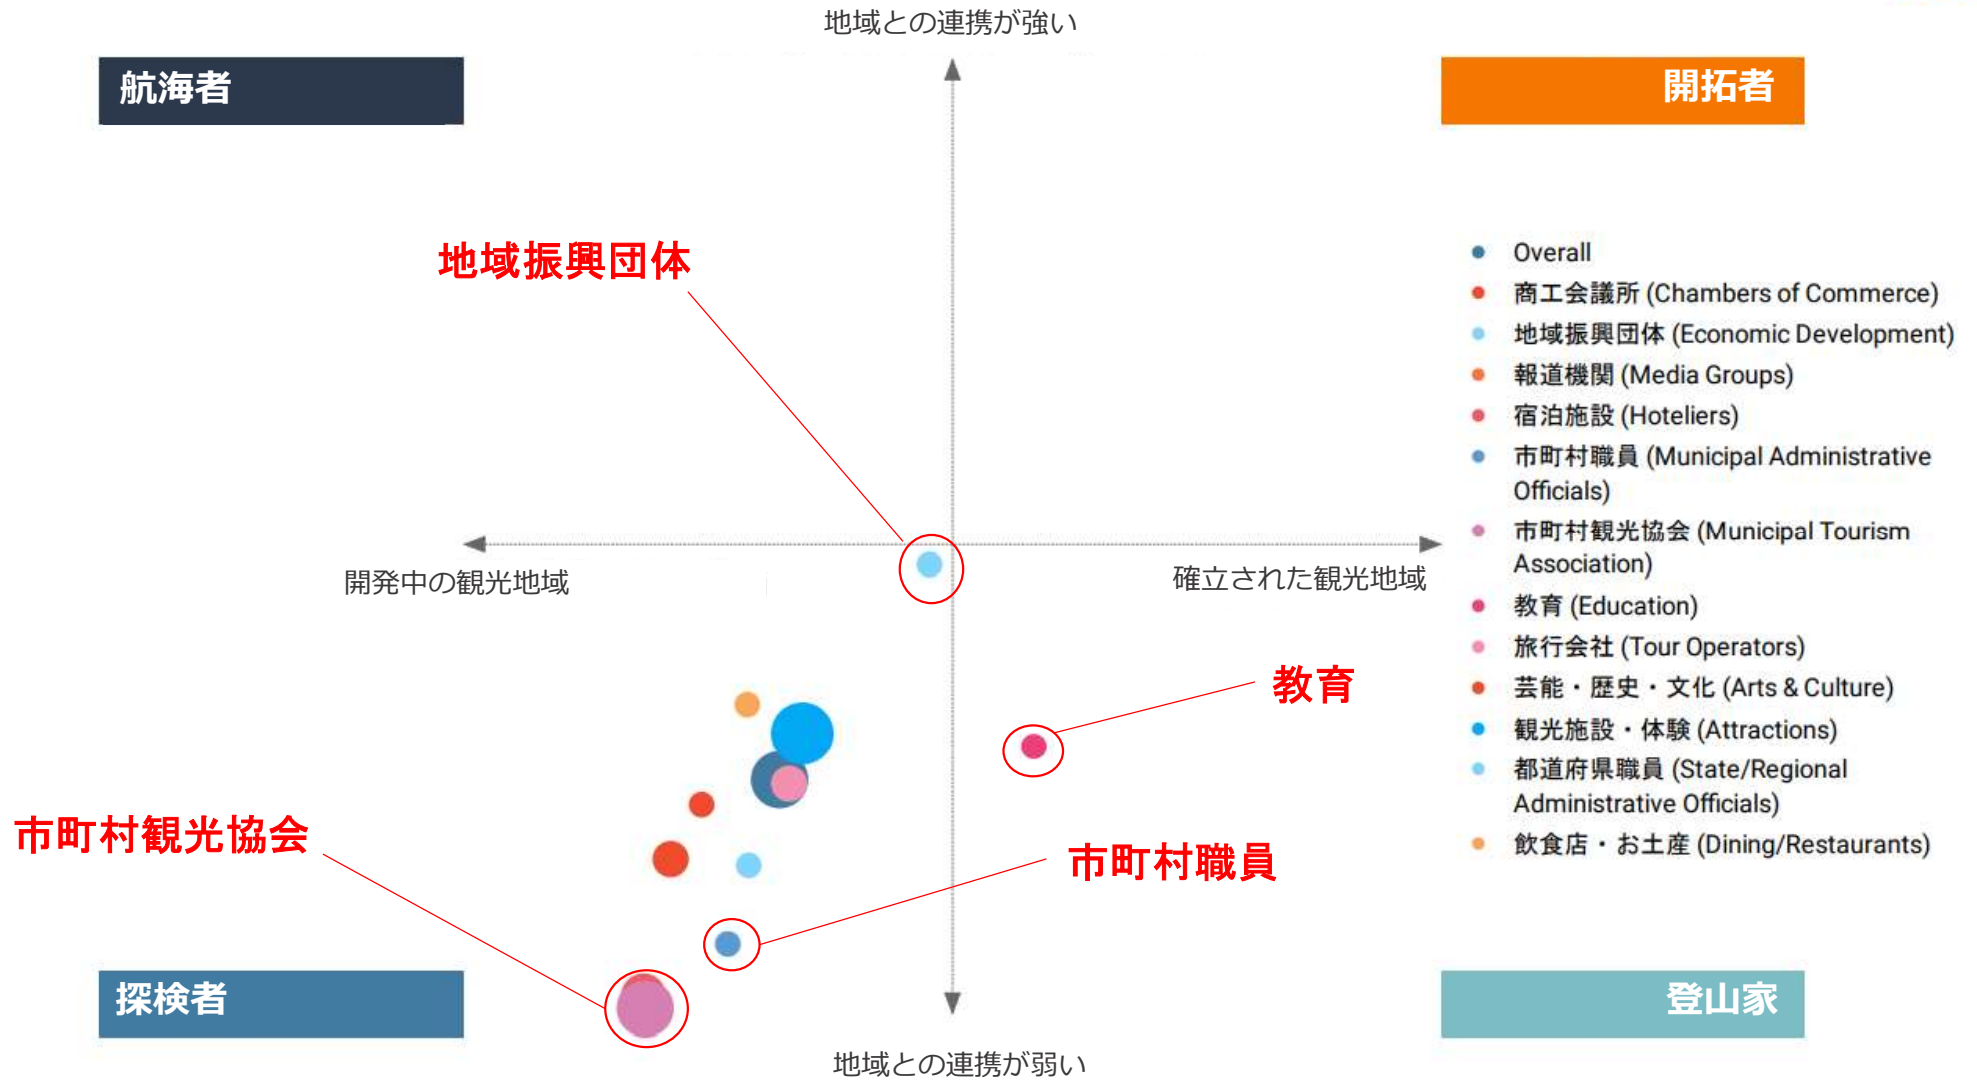 地域との連携が強い
航海者
開拓者
地域振興団体
Overall
商工会議所 (Chambers of Commerce)
地域振興団体 (Economic Development)
報道機関 (Media Groups)
宿泊施設 (Hoteliers)
市町村職員 (Municipal Administrative
Officials)
市町村観光協会 (Municipal Tourism
Association)
教育 (Education)
旅行会社 (Tour Operators)
芸能・歴史・文化 (Arts & Culture)
観光施設・体験 (Attractions)
都道府県職員 (State/Regional
Administrative Officials)
飲食店・お土産 (Dining/Restaurants)
開発中の観光地域
確立された観光地域
教育
市町村観光協会
市町村職員
探検者
登山家
地域との連携が弱い